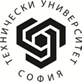 ТЕХНИЧЕСКИ УНИВЕРСИТЕТ
СОФИЯ